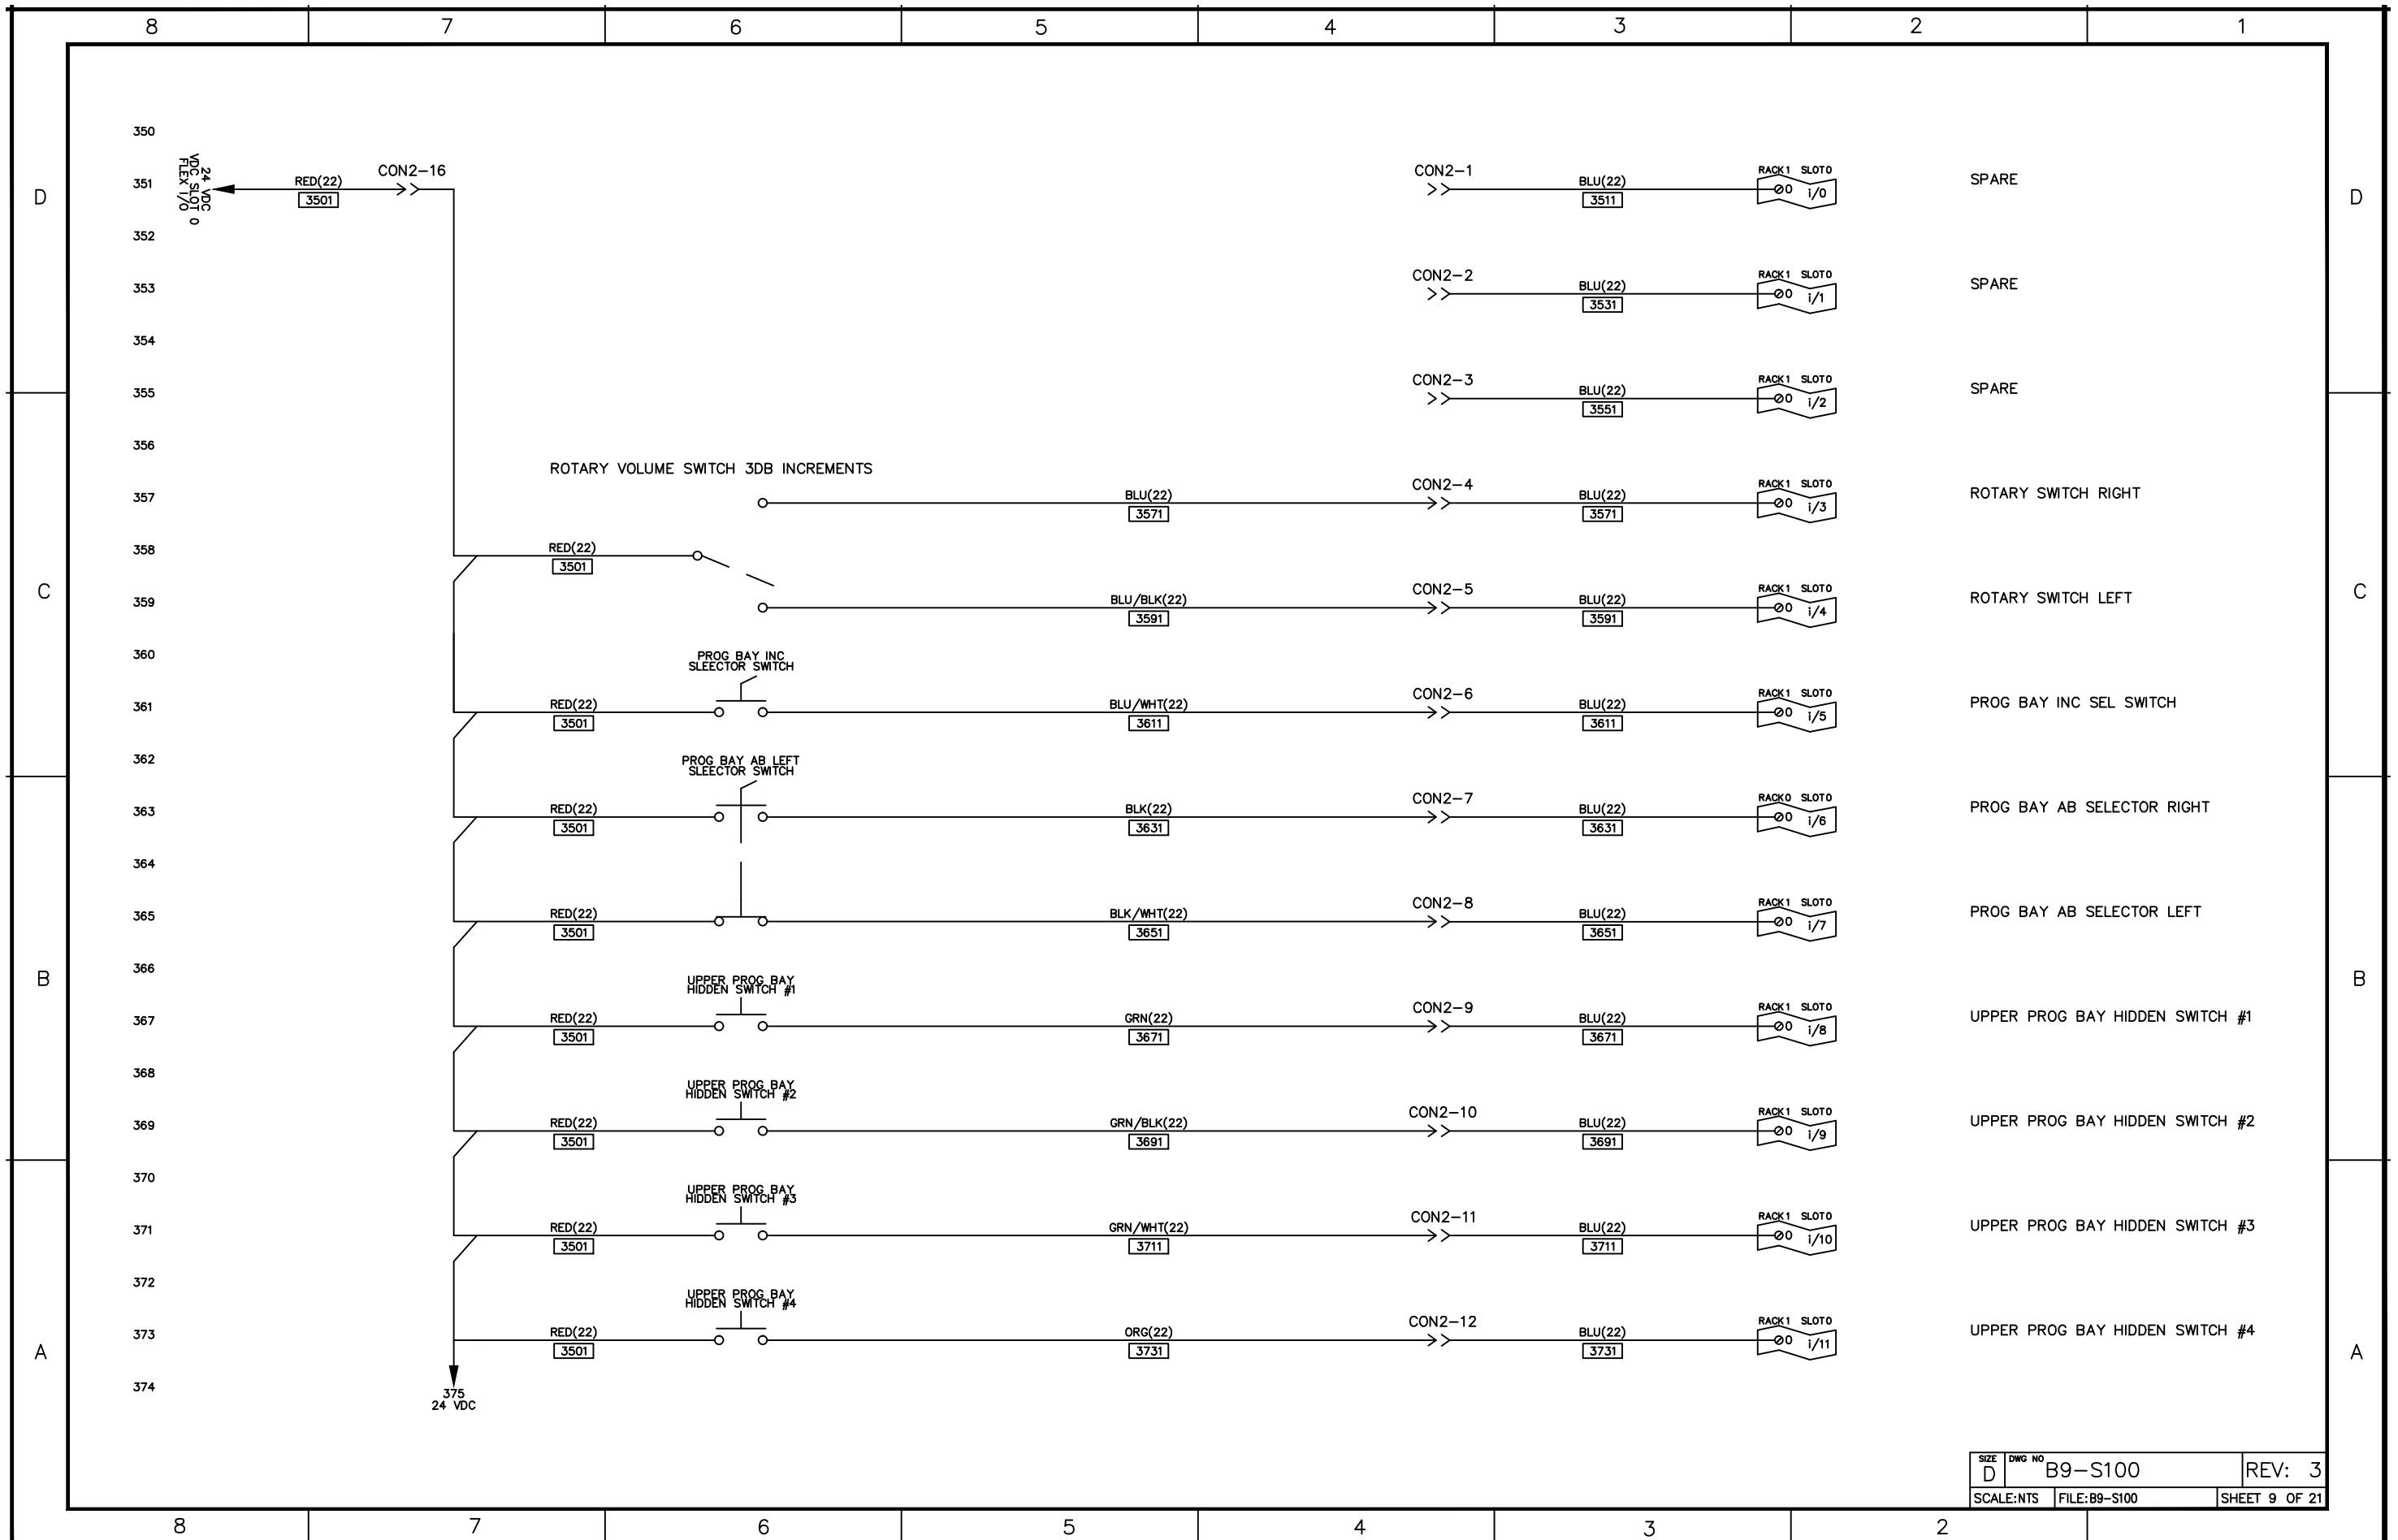 8 7 6 5 4 3 2 1
350
24 VDC
VDC SLOT 0
FLEX I/O
351
RED(22)
3501
CON2-16
CON2-1
BLU(22)
3511
RACK1 SLOT0
0 i/0
SPARE
D
D
352
353
CON2-2
BLU(22)
3531
RACK1 SLOT0
0 i/1
SPARE
354
355
CON2-3
BLU(22)
3551
RACK1 SLOT0
0 i/2
SPARE
356
ROTARY VOLUME SWITCH 3DB INCREMENTS
357
BLU(22)
3571
CON2-4
BLU(22)
3571
RACK1 SLOT0
0 i/3
ROTARY SWITCH RIGHT
358
RED(22)
3501
C
C
359
BLU/BLK(22)
3591
CON2-5
BLU(22)
3591
RACK1 SLOT0
0 i/4
ROTARY SWITCH LEFT
360
PROG BAY INC
SLEECTOR SWITCH
361
RED(22)
3501
BLU/WHT(22)
3611
CON2-6
BLU(22)
3611
RACK1 SLOT0
0 i/5
PROG BAY INC SEL SWITCH
362
PROG BAY AB LEFT
SLEECTOR SWITCH
363
RED(22)
3501
BLK(22)
3631
CON2-7
BLU(22)
3631
RACK0 SLOT0
0 i/6
PROG BAY AB SELECTOR RIGHT
364
365
RED(22)
3501
BLK/WHT(22)
3651
CON2-8
BLU(22)
3651
RACK1 SLOT0
0 i/7
PROG BAY AB SELECTOR LEFT
366
B
B
UPPER PROG BAY
HIDDEN SWITCH #1
367
RED(22)
3501
GRN(22)
3671
CON2-9
BLU(22)
3671
RACK1 SLOT0
0 i/8
UPPER PROG BAY HIDDEN SWITCH #1
368
UPPER PROG BAY
HIDDEN SWITCH #2
369
RED(22)
3501
GRN/BLK(22)
3691
CON2-10
BLU(22)
3691
RACK1 SLOT0
0 i/9
UPPER PROG BAY HIDDEN SWITCH #2
370
UPPER PROG BAY
HIDDEN SWITCH #3
371
RED(22)
3501
GRN/WHT(22)
3711
CON2-11
BLU(22)
3711
RACK1 SLOT0
0 i/10
UPPER PROG BAY HIDDEN SWITCH #3
372
UPPER PROG BAY
HIDDEN SWITCH #4
373
RED(22)
3501
ORG(22)
3731
CON2-12
BLU(22)
3731
RACK1 SLOT0
0 i/11
UPPER PROG BAY HIDDEN SWITCH #4
A
A
374
375
24 VDC
SIZE
D
DWG NO
B9-S100
REV: 3
SCALE:NTS
FILE:B9-S100
SHEET 9 OF 21
8 7 6 5 4 3 2